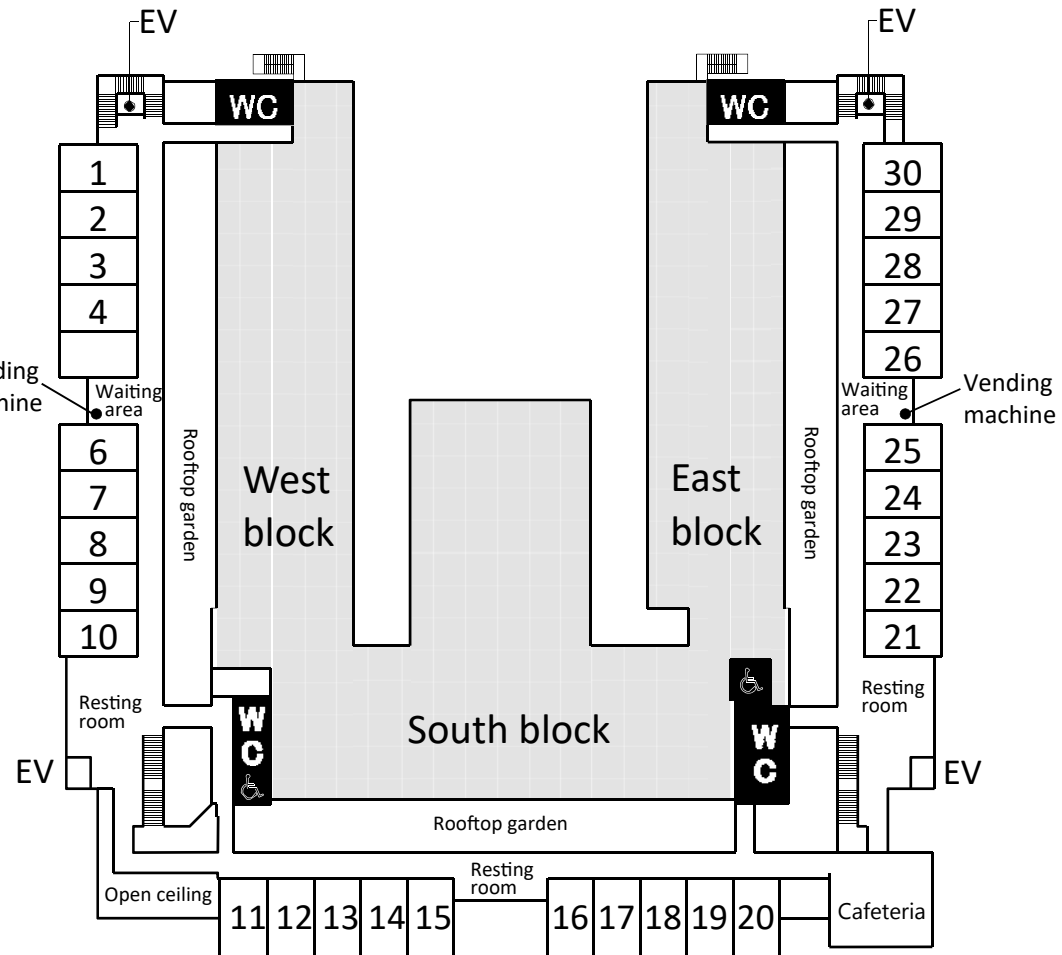 EV
EV
WC
WC
1
2
3
4
30
29
28
27
26
ding
hine
Waiting
area
Waiting
area
Vending
machine
6
7
8
9
10
25
24
23
22
21
Rooftop garden
Rooftop garden
West
block
East
block
Resting
room
Resting
room
South block
W
C
W
C
EV
EV
Rooftop garden
Resting
room
Open ceiling
11
12
13
14
15
16
17
18
19
20
Cafeteria